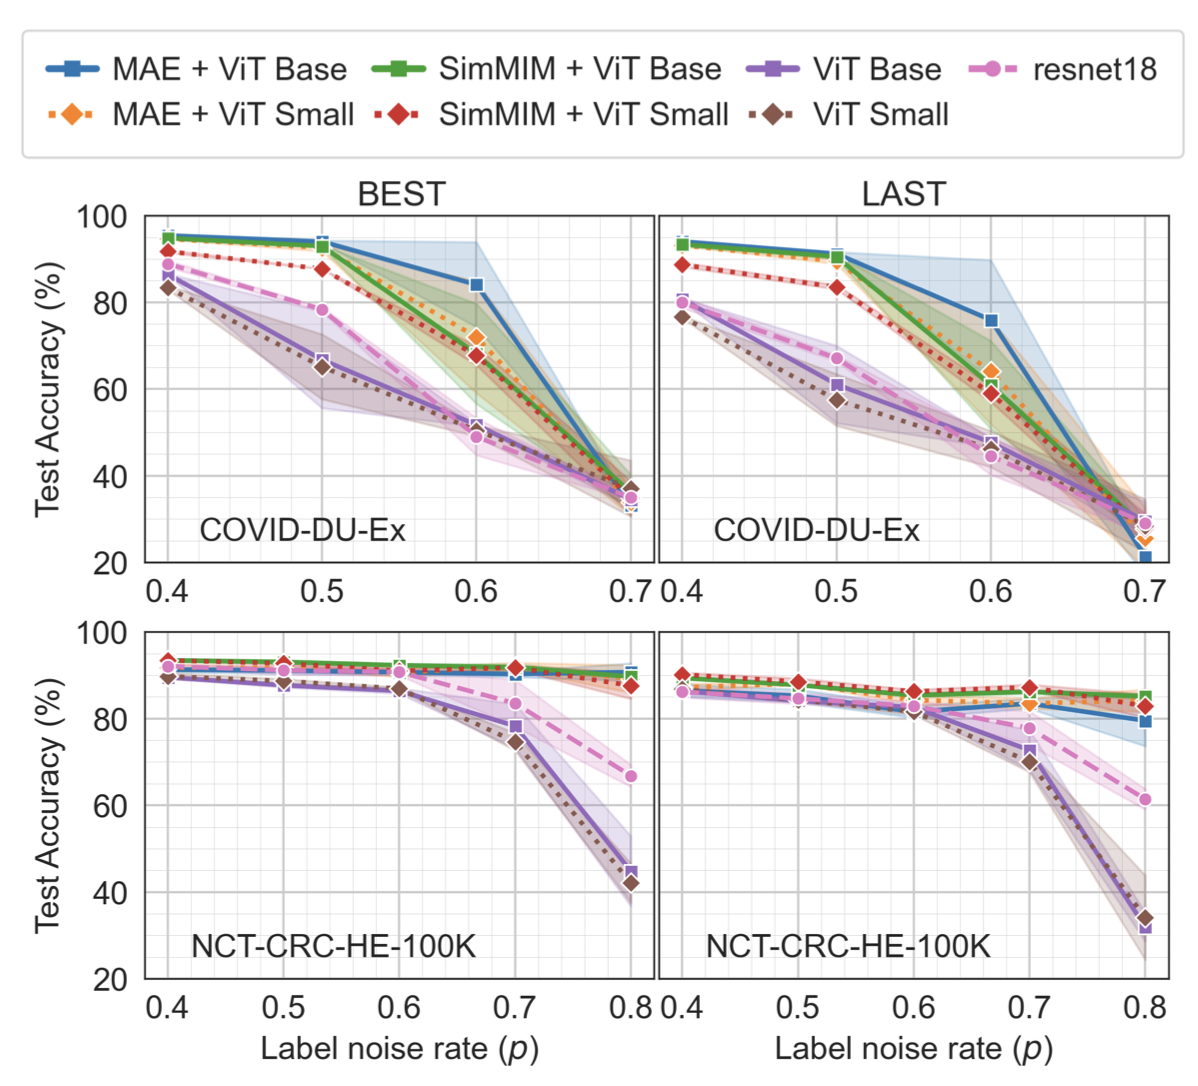 MAE + ViT Base SimMIM + ViT Base ViT Base resnet18
MAE + ViT Small SimMIM + ViT Small ViT Small
BEST LAST
100
80
60
40
20
Test Accuracy (%)
COVID-DU-Ex COVID-DU-Ex
0.4 0.5 0.6 0.7 0.4 0.5 0.6 0.7
100
80
60
40
20
Test Accuracy (%)
NCT-CRC-HE-100K NCT-CRC-HE-100K
0.4 0.5 0.6 0.7 0.8 0.4 0.5 0.6 0.7 0.8
Label noise rate (p) Label noise rate (p)